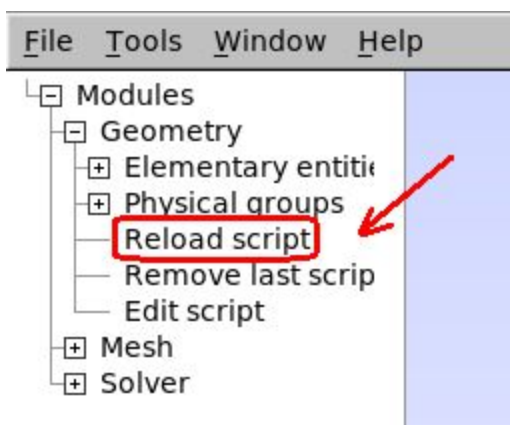 File Tools Window Help
Modules
Geometry
Elementary entitie
Physical groups
Reload script
Remove last scrip
Edit script
Mesh
Solver